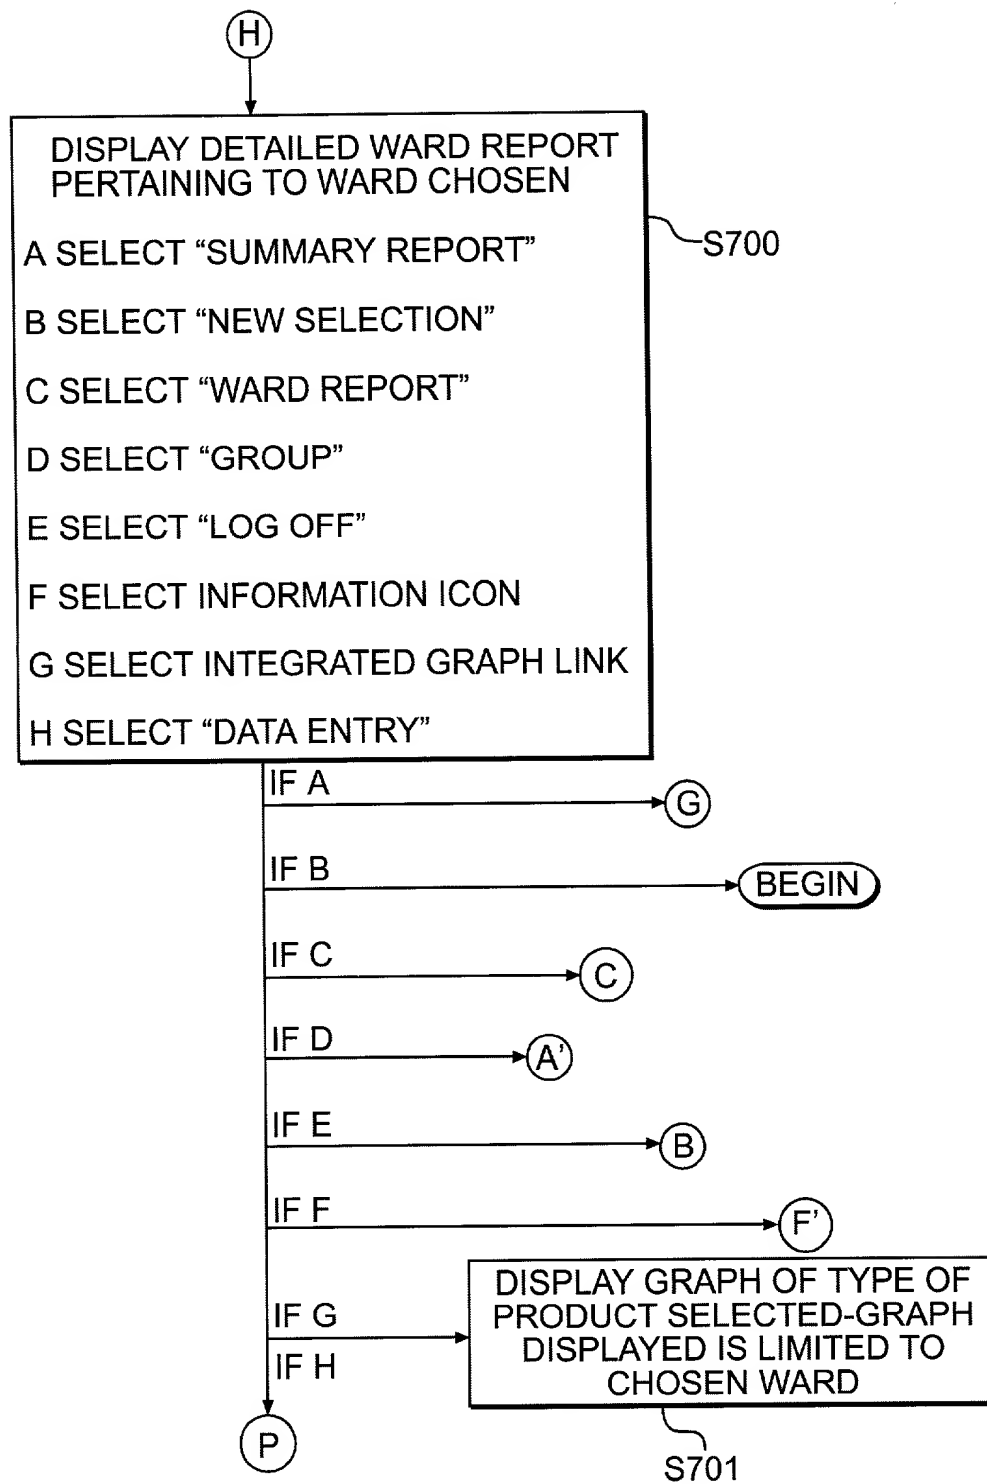 H
DISPLAY DETAILED WARD REPORT
PERTAINING TO WARD CHOSEN
A SELECT “SUMMARY REPORT”
S700
B SELECT “NEW SELECTION”
C SELECT “WARD REPORT”
D SELECT “GROUP”
E SELECT “LOG OFF”
F SELECT INFORMATION ICON
G SELECT INTEGRATED GRAPH LINK
H SELECT “DATA ENTRY”
IF A
G
IF B
BEGIN
IF C
C
IF D
A’
IF E
B
IF F
F’
IF G
DISPLAY GRAPH OF TYPE OF
PRODUCT SELECTED-GRAPH
DISPLAYED IS LIMITED TO
CHOSEN WARD
IF H
P
S701